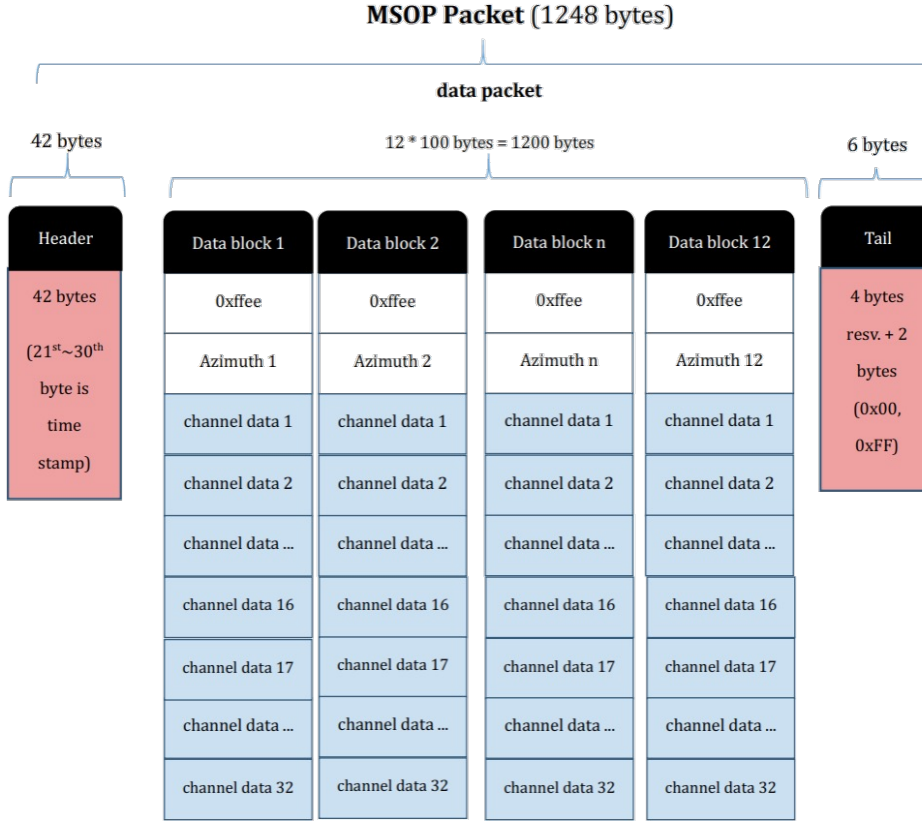 MSOP Packet (1248 bytes)
data packet
42 bytes
12 * 100 bytes = 1200 bytes
6 bytes
Header
Data block 1
Data block 2
Data block n
Data block 12
Tail
42 bytes
(21st~30th
byte is
time
stamp)
0xffee
0xffee
0xffee
0xffee
4 bytes
resv. + 2
bytes
(0x00,
0xFF)
Azimuth 1
Azimuth 2
Azimuth n
Azimuth 12
channel data 1
channel data 1
channel data 1
channel data 1
channel data 2
channel data 2
channel data 2
channel data 2
channel data ...
channel data ...
channel data ...
channel data ...
channel data 16
channel data 16
channel data 16
channel data 16
channel data 17
channel data 17
channel data 17
channel data 17
channel data ...
channel data ...
channel data ...
channel data ...
channel data 32
channel data 32
channel data 32
channel data 32